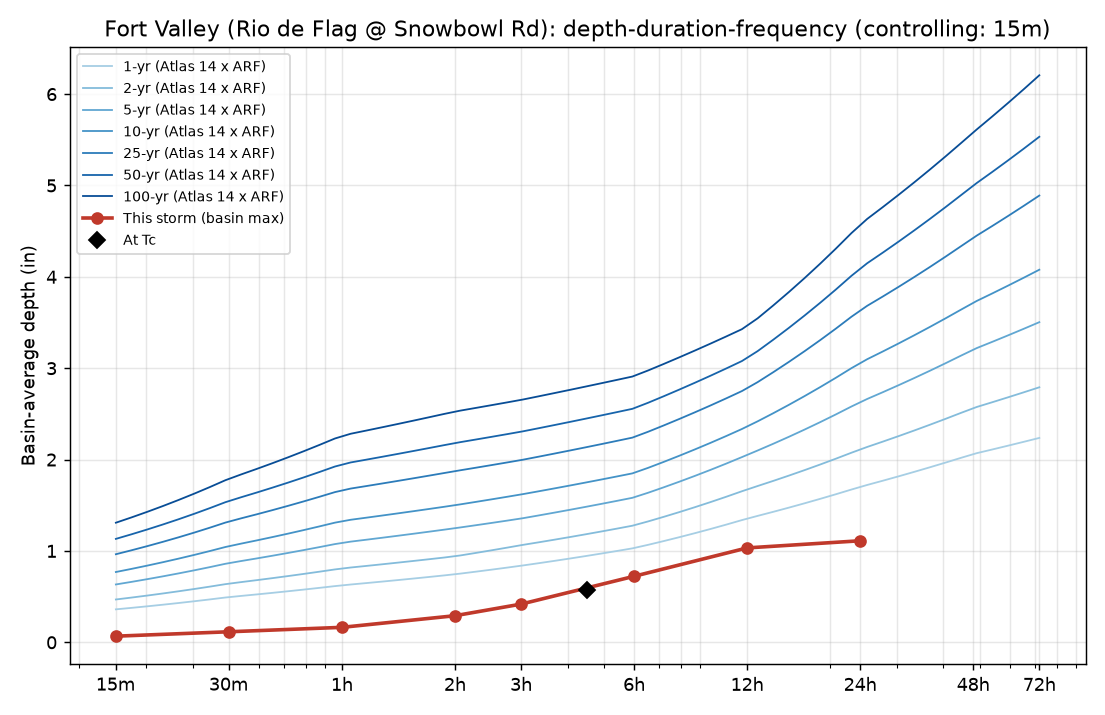 Fort Valley (Rio de Flag @ Snowbowl Rd): depth-duration-frequency (controlling: 15m)
1-yr (Atlas 14 x ARF)
2-yr (Atlas 14 x ARF)
5-yr (Atlas 14 x ARF)
10-yr (Atlas 14 x ARF)
25-yr (Atlas 14 x ARF)
50-yr (Atlas 14 x ARF)
100-yr (Atlas 14 x ARF)
This storm (basin max)
At Tc
Basin-average depth (in)
6
5
4
3
2
1
0
15m 30m 1h 2h 3h 6h 12h 24h 48h 72h